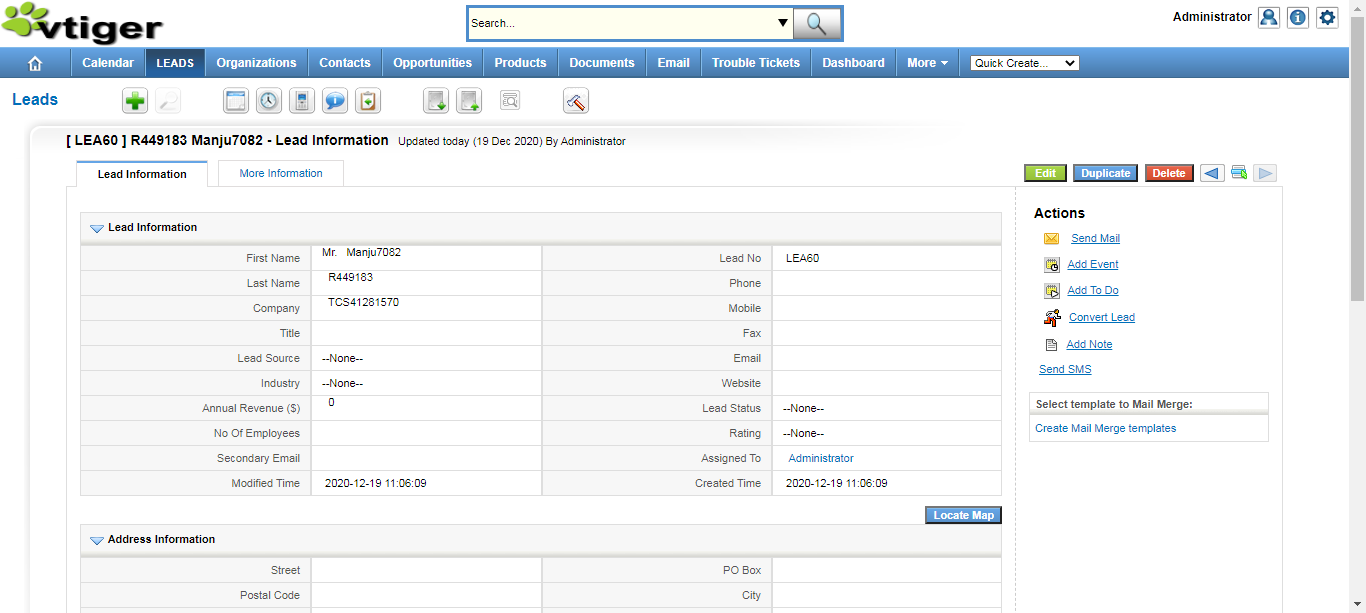 vtiger
Search...
Administrator
Calendar LEADS Organizations Contacts Opportunities Products Documents Email Trouble Tickets Dashboard More Quick Create...
Leads
[ LEA60 ] R449183 Manju7082 - Lead Information Updated today (19 Dec 2020) By Administrator
Lead Information More Information
Edit Duplicate Delete
Lead Information
First Name Mr. Manju7082 Lead No LEA60
Last Name R449183 Phone
Company TCS41281570 Mobile
Title Fax
Lead Source --None-- Email
Industry --None-- Website
Annual Revenue ($) 0 Lead Status --None--
No Of Employees Rating --None--
Secondary Email Assigned To Administrator
Modified Time 2020-12-19 11:06:09 Created Time 2020-12-19 11:06:09
Locate Map
Address Information
Street PO Box
Postal Code City
Actions
Send Mail
Add Event
Add To Do
Convert Lead
Add Note
Send SMS
Select template to Mail Merge:
Create Mail Merge templates